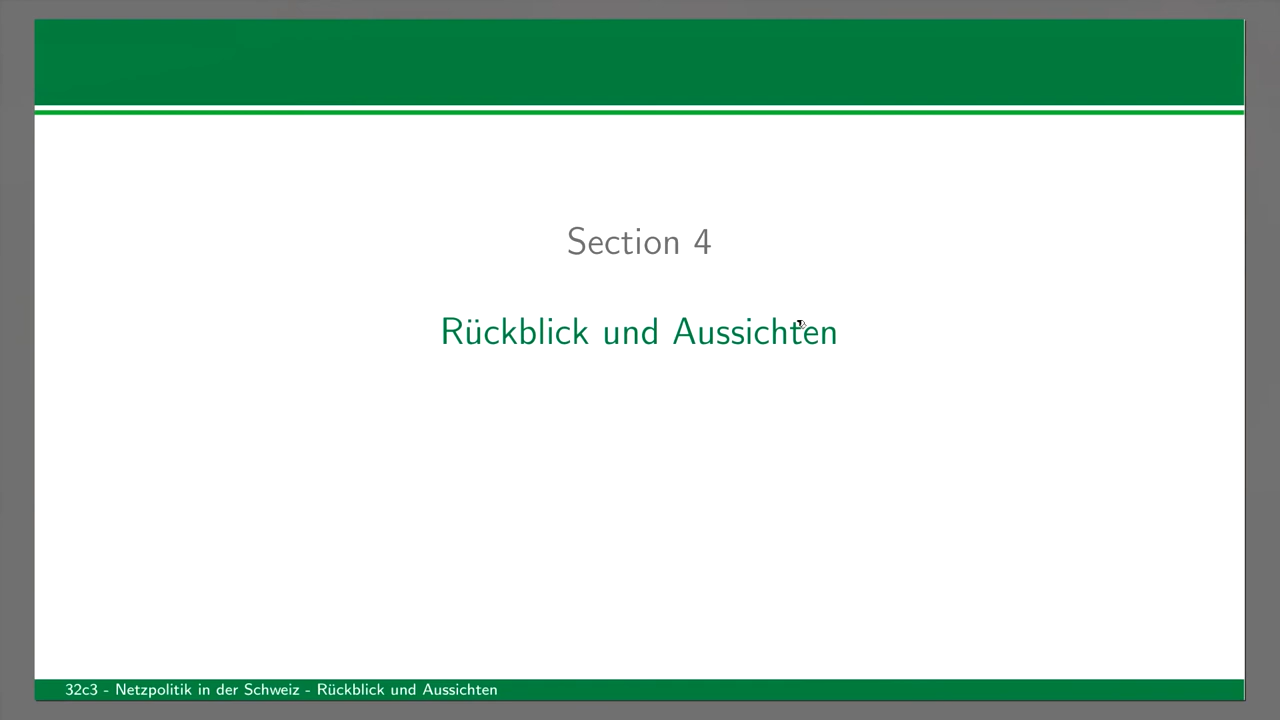 Section 4
Rückblick und Aussichten
32c3 - Netzpolitik in der Schweiz - Rückblick und Aussichten